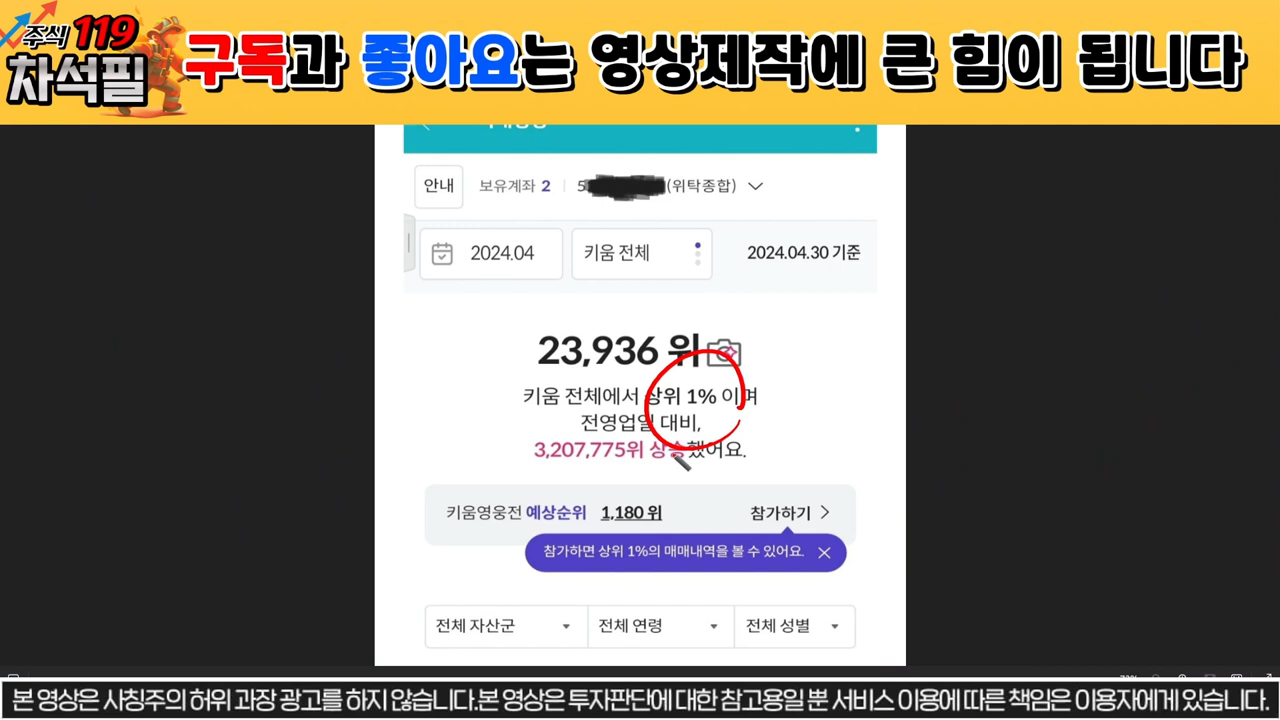 주식 119
차석필
구독과 좋아요는 영상제작에 큰 힘이 됩니다
안내
보유계좌 2
5
(위탁종합)
2024.04
키움 전체
2024.04.30 기준
23,936 위
키움 전체에서 상위 1% 이며
전영업일 대비,
3,207,775위 상승했어요.
키움영웅전 예상순위 1,180 위
참가하기
참가하면 상위 1%의 매매내역을 볼 수 있어요.
전체 자산군
전체 연령
전체 성별
본 영상은 사칭주의 허위 과장 광고를 하지 않습니다.본 영상은 투자판단에 대한 참고용일 뿐 서비스 이용에 따른 책임은 이용자에게 있습니다.